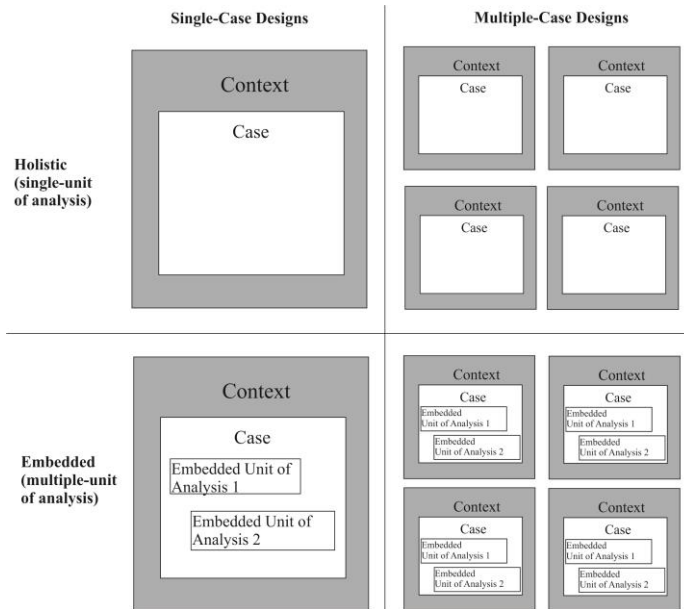 Single-Case Designs
Multiple-Case Designs
Holistic
(single-unit
of analysis)
Context
Case
Context
Case
Context
Case
Context
Case
Context
Case
Embedded
(multiple-unit
of analysis)
Context
Case
Embedded Unit of
Analysis 1
Embedded Unit of
Analysis 2
Context
Case
Embedded
Unit of Analysis 1
Embedded
Unit of Analysis 2
Context
Case
Embedded
Unit of Analysis 1
Embedded
Unit of Analysis 2
Context
Case
Embedded
Unit of Analysis 1
Embedded
Unit of Analysis 2
Context
Case
Embedded
Unit of Analysis 1
Embedded
Unit of Analysis 2